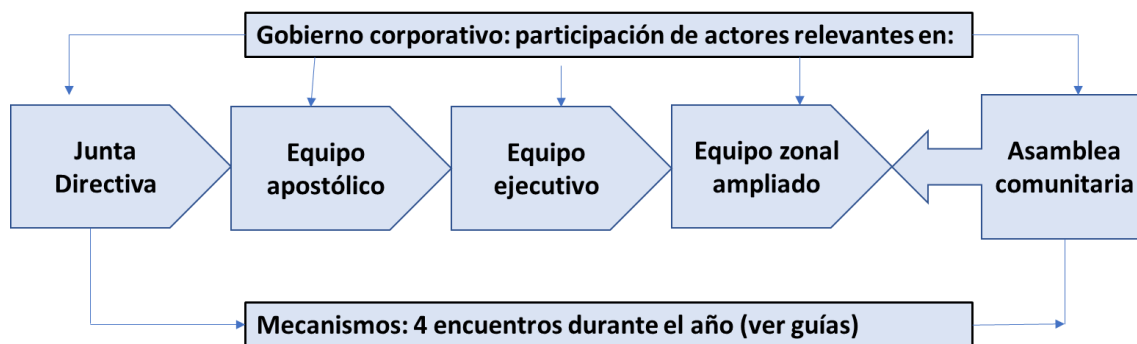 Gobierno corporativo: participación de actores relevantes en:
Junta
Directiva
Equipo
apostólico
Equipo
ejecutivo
Equipo zonal
ampliado
Asamblea
comunitaria
Mecanismos: 4 encuentros durante el año (ver guías)